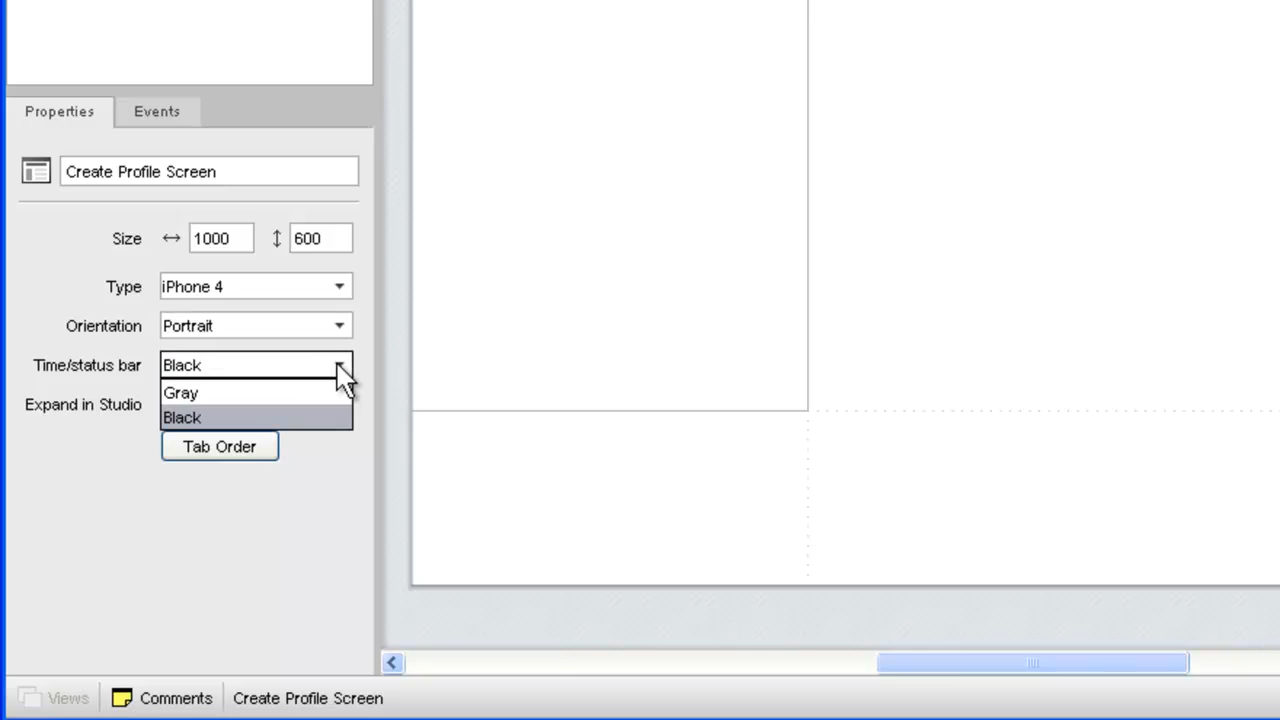 Properties
Events
Create Profile Screen
Size 1000 600
Type iPhone 4
Orientation Portrait
Time/status bar Black
Gray
Expand in Studio
Black
Tab Order
Views Comments Create Profile Screen